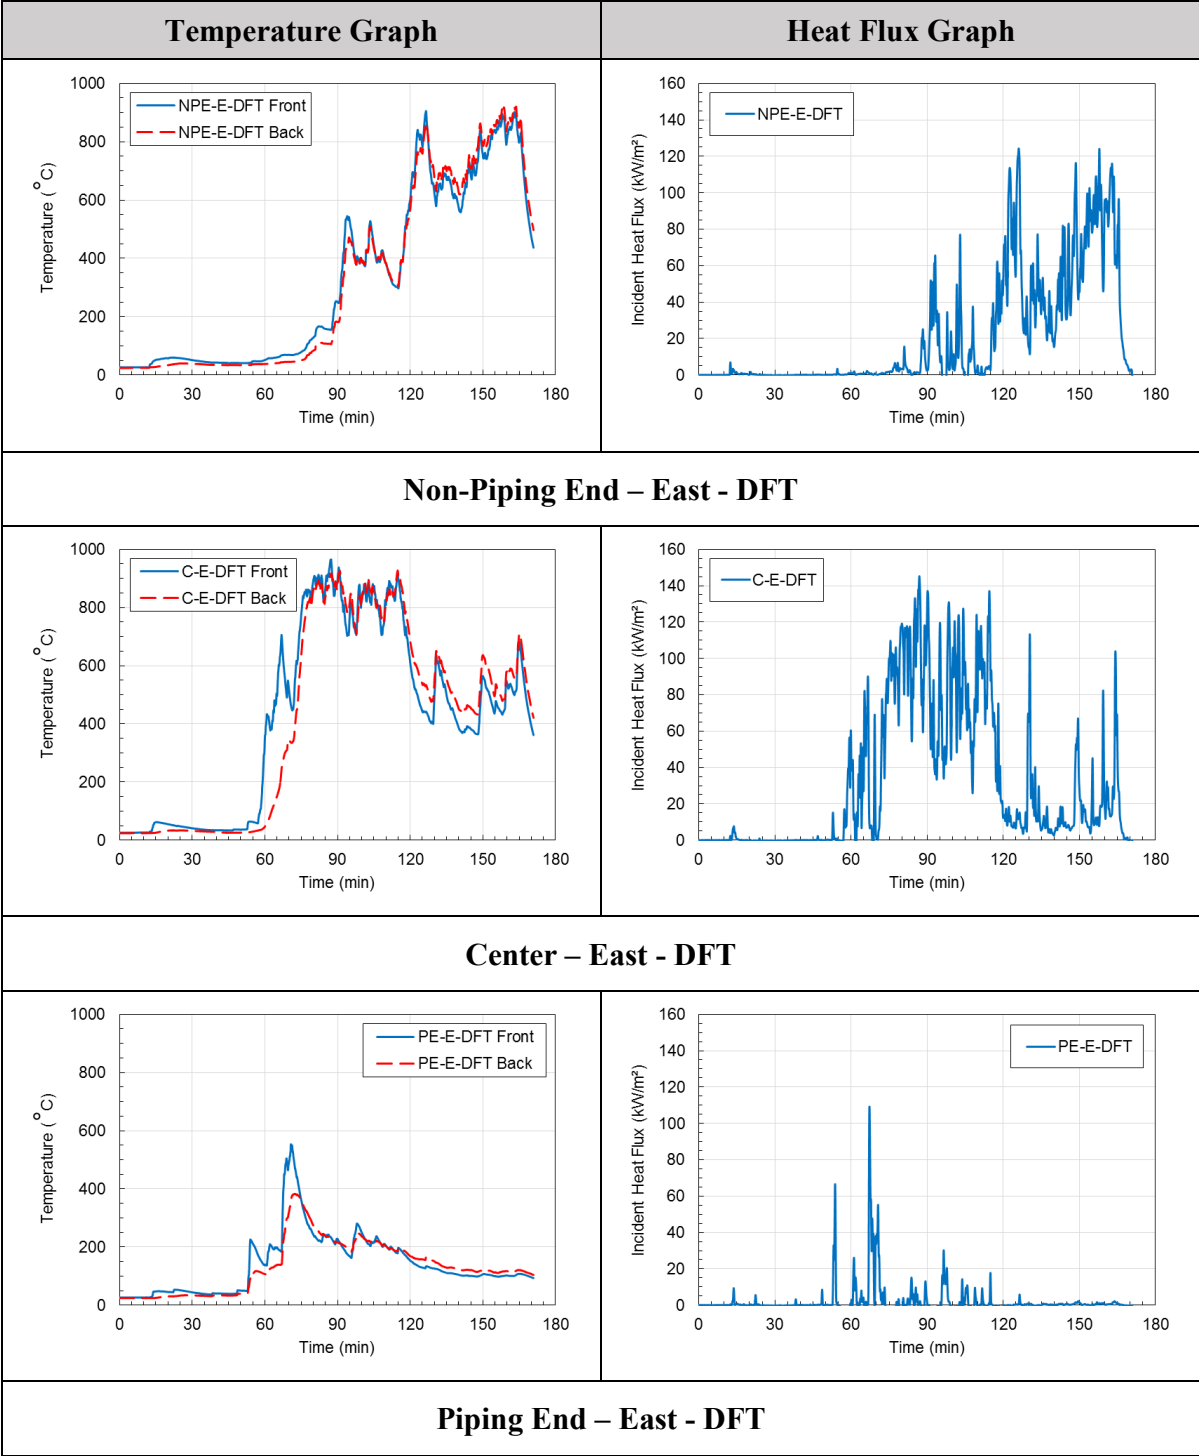 Temperature Graph
Heat Flux Graph
1000
800
600
400
200
0
0 30 60 90 120 150 180
Temperature ( °C)
Time (min)
NPE-E-DFT Front
NPE-E-DFT Back
160
140
120
100
80
60
40
20
0
0 30 60 90 120 150 180
Incident Heat Flux (kW/m²)
Time (min)
NPE-E-DFT
Non-Piping End – East - DFT
1000
800
600
400
200
0
0 30 60 90 120 150 180
Temperature ( °C)
Time (min)
C-E-DFT Front
C-E-DFT Back
160
140
120
100
80
60
40
20
0
0 30 60 90 120 150 180
Incident Heat Flux (kW/m²)
Time (min)
C-E-DFT
Center – East - DFT
1000
800
600
400
200
0
0 30 60 90 120 150 180
Temperature ( °C)
Time (min)
PE-E-DFT Front
PE-E-DFT Back
160
140
120
100
80
60
40
20
0
0 30 60 90 120 150 180
Incident Heat Flux (kW/m²)
Time (min)
PE-E-DFT
Piping End – East - DFT